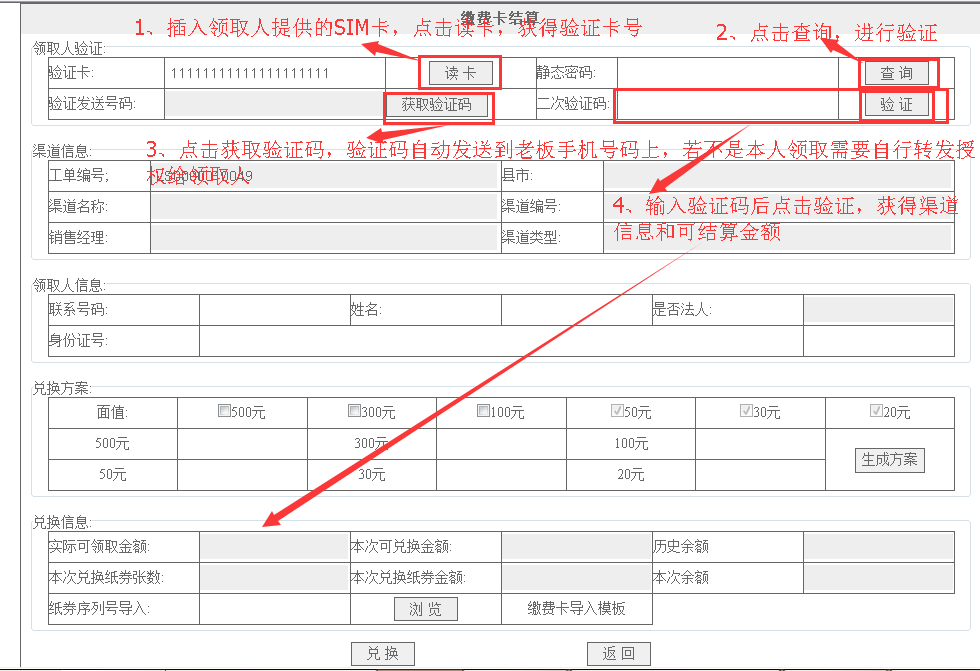 缴费卡结算
1、插入领取人提供的SIM卡，点击读卡，获得验证卡号
2、点击查询，进行验证
领取人验证:
验证卡: 11111111111111111111 读 卡 静态密码: 查 询
验证发送号码: 获取验证码 二次验证码: 验 证
3、点击获取验证码，验证码自动发送到老板手机号码上，若不是本人领取需要自行转发授
权给领取人
渠道信息:
工单编号; 县市:
渠道名称: 渠道编号:
4、输入验证码后点击验证，获得渠道
信息和可结算金额
销售经理: 渠道类型:
领取人信息:
联系号码: 姓名: 是否法人:
身份证号:
兑换方案:
面值: 500元 300元 100元 50元 30元 20元
500元 300元 100元
50元 30元 20元 生成方案
兑换信息:
实际可领取金额: 本次可兑换金额: 历史余额
本次兑换纸券张数: 本次兑换纸券金额: 本次余额
纸券序列号导入: 浏 览 缴费卡导入模板
兑 换 返 回